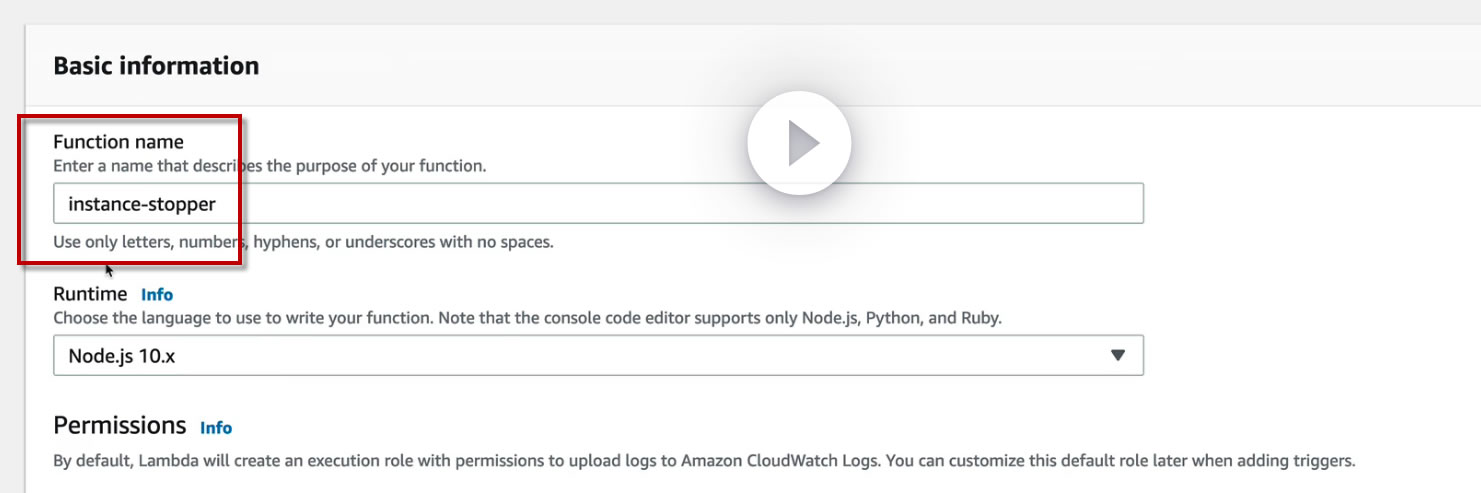 Basic information
Function name
Enter a name that describes the purpose of your function.
instance-stopper
Use only letters, numbers, hyphens, or underscores with no spaces.
Runtime Info
Choose the language to use to write your function. Note that the console code editor supports only Node.js, Python, and Ruby.
Node.js 10.x
Permissions Info
By default, Lambda will create an execution role with permissions to upload logs to Amazon CloudWatch Logs. You can customize this default role later when adding triggers.